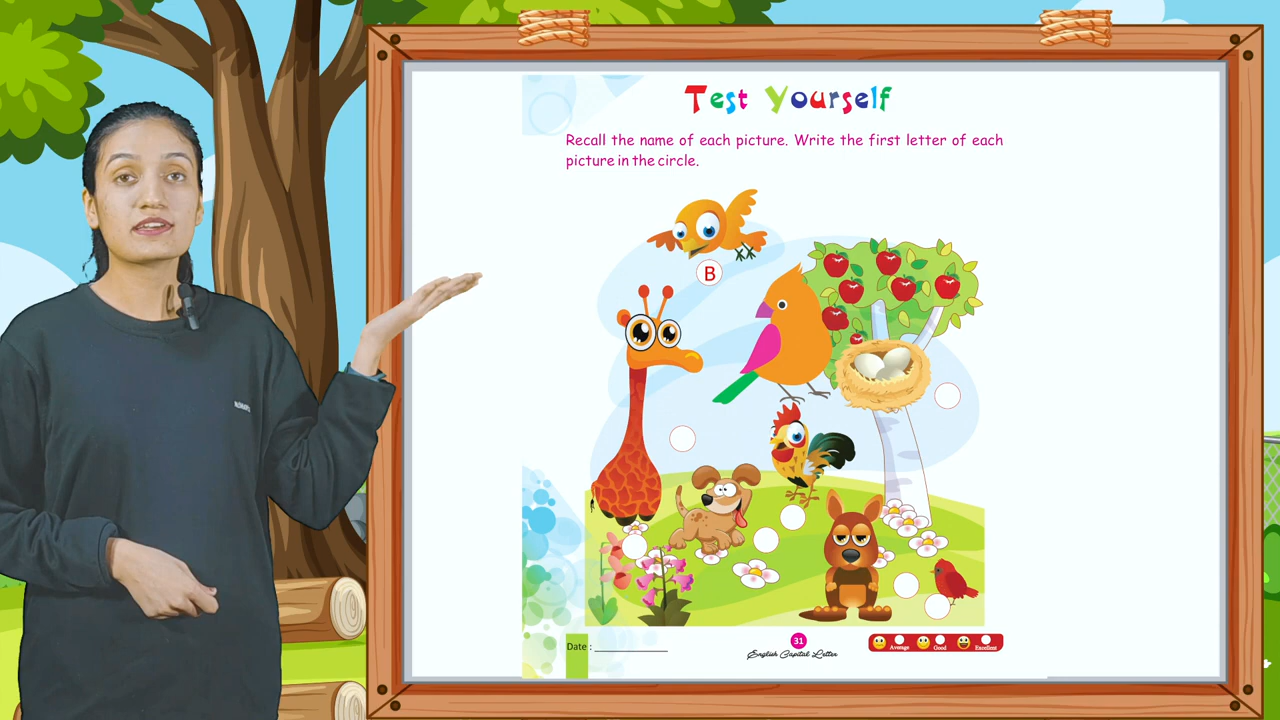 Test Yourself
Recall the name of each picture. Write the first letter of each
picture in the circle.
B
Date : ____________
31
English Capital Letter
Average Good Excellent